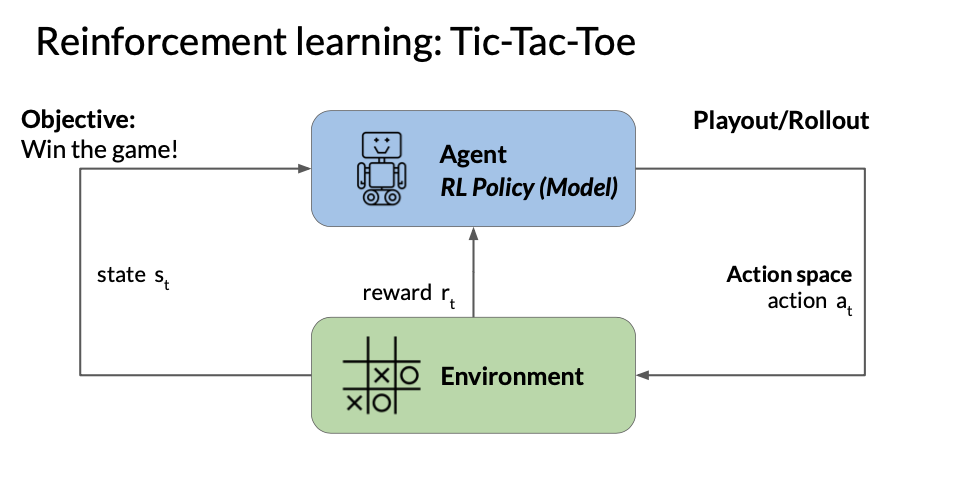 Reinforcement learning: Tic-Tac-Toe
Objective:
Win the game!
Playout/Rollout
Agent
RL Policy (Model)
state s_t
reward r_t
Action space
action a_t
Environment
X O
X O